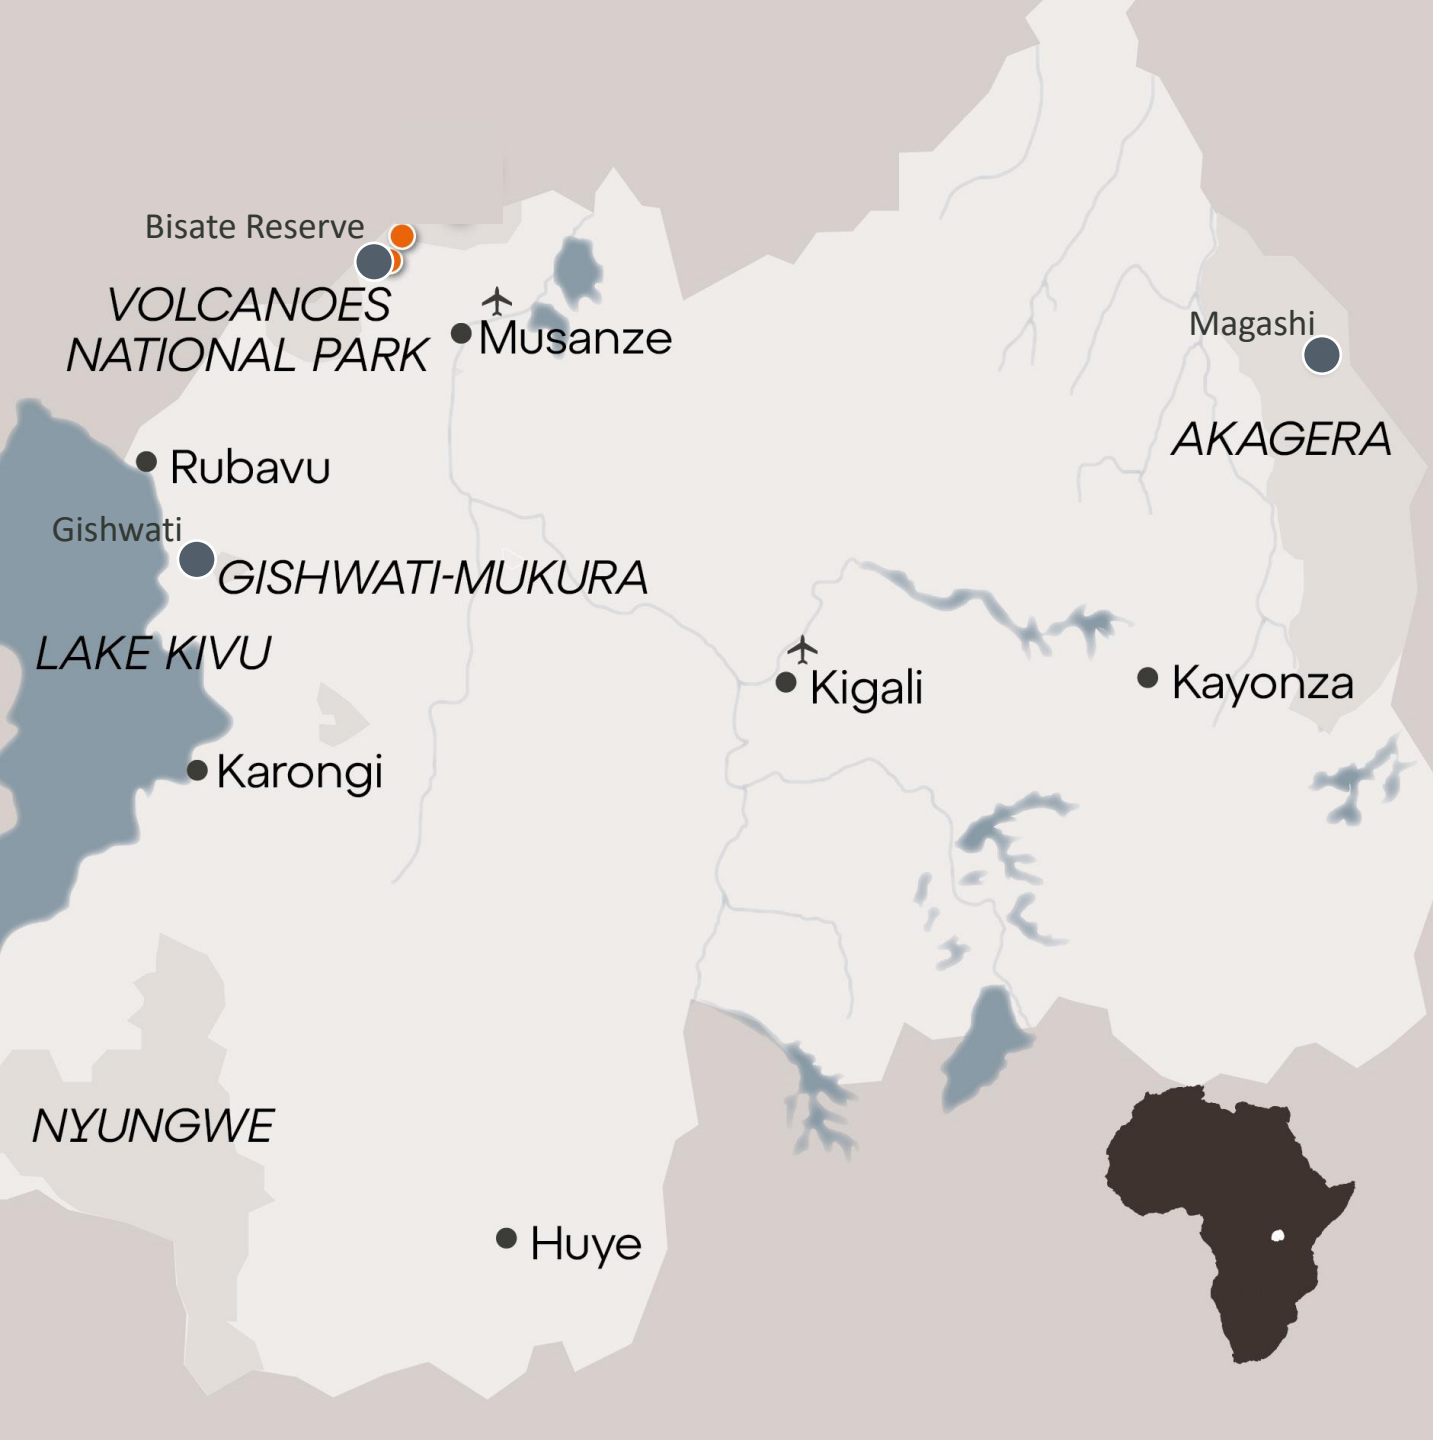 Bisate Reserve
VOLCANOES
NATIONAL PARK
Musanze
Magashi
AKAGERA
Rubavu
Gishwati
GISHWATI-MUKURA
LAKE KIVU
Kigali
Kayonza
Karongi
NYUNGWE
Huye